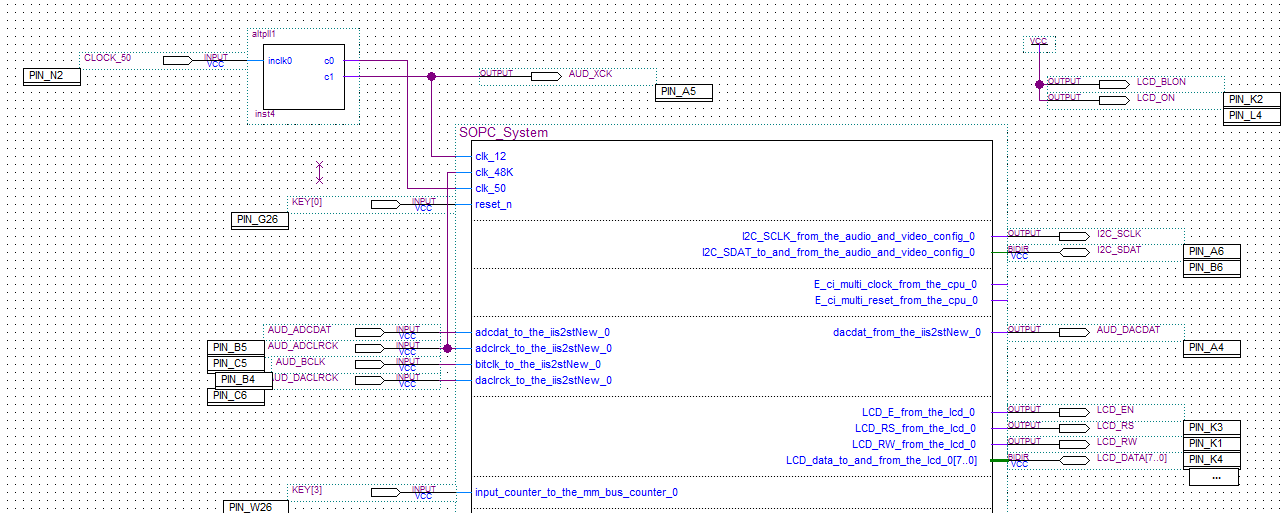 altpll1
CLOCK_50 INPUT VCC inclk0 c0
PIN_N2 c1 OUTPUT AUD_XCK
PIN_A5
inst4
VCC
OUTPUT LCD_BLON
OUTPUT LCD_ON
PIN_K2
PIN_L4
SOPC_System
clk_12
clk_48K
clk_50
KEY[0] INPUT VCC reset_n
PIN_G26
I2C_SCLK_from_the_audio_and_video_config_0 OUTPUT I2C_SCLK
I2C_SDAT_to_and_from_the_audio_and_video_config_0 BIDIR VCC I2C_SDAT
PIN_A6
PIN_B6
E_ci_multi_clock_from_the_cpu_0
E_ci_multi_reset_from_the_cpu_0
AUD_ADCDAT INPUT VCC adcdat_to_the_iis2stNew_0 dacdat_from_the_iis2stNew_0 OUTPUT AUD_DACDAT
PIN_B5 AUD_ADCLRCK INPUT VCC adclrck_to_the_iis2stNew_0 PIN_A4
PIN_C5 AUD_BCLK INPUT VCC bitclk_to_the_iis2stNew_0
PIN_B4 AUD_DACLRCK INPUT VCC daclrck_to_the_iis2stNew_0
PIN_C6
LCD_E_from_the_lcd_0 OUTPUT LCD_EN
LCD_RS_from_the_lcd_0 OUTPUT LCD_RS PIN_K3
LCD_RW_from_the_lcd_0 OUTPUT LCD_RW PIN_K1
LCD_data_to_and_from_the_lcd_0[7..0] BIDIR VCC LCD_DATA[7..0] PIN_K4
...
KEY[3] INPUT VCC input_counter_to_the_mm_bus_counter_0
PIN_W26